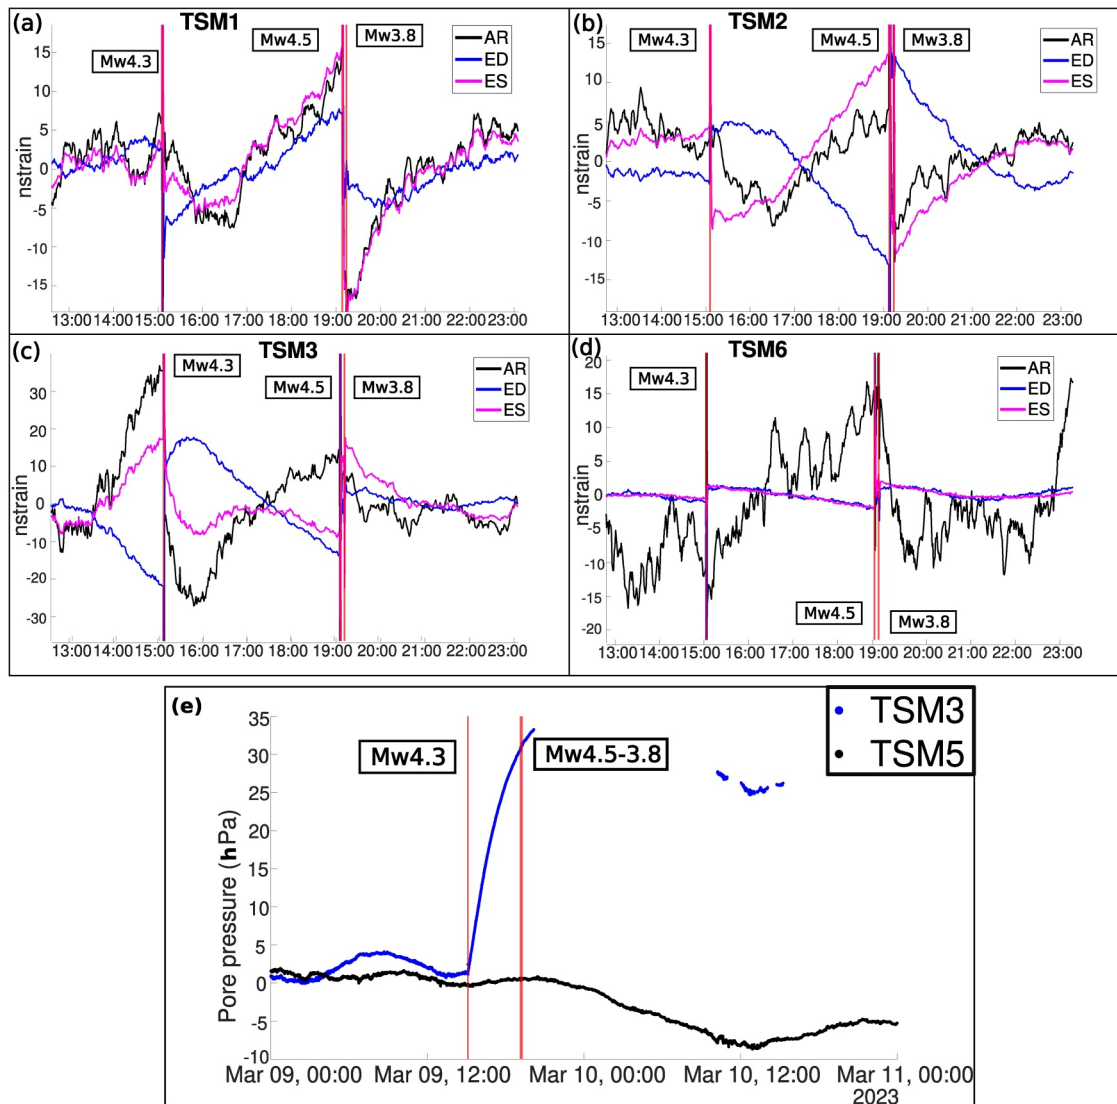 (a) TSM1
Mw4.3
Mw4.5
Mw3.8
AR
ED
ES
nstrain
15
10
5
0
-5
-10
-15
13:00 14:00 15:00 16:00 17:00 18:00 19:00 20:00 21:00 22:00 23:00
(b) TSM2
Mw4.3
Mw4.5
Mw3.8
AR
ED
ES
nstrain
15
10
5
0
-5
-10
-15
13:00 14:00 15:00 16:00 17:00 18:00 19:00 20:00 21:00 22:00 23:00
(c) TSM3
Mw4.3
Mw4.5
Mw3.8
AR
ED
ES
nstrain
30
20
10
0
-10
-20
-30
13:00 14:00 15:00 16:00 17:00 18:00 19:00 20:00 21:00 22:00 23:00
(d) TSM6
Mw4.3
Mw4.5
Mw3.8
AR
ED
ES
nstrain
20
15
10
5
0
-5
-10
-15
-20
13:00 14:00 15:00 16:00 17:00 18:00 19:00 20:00 21:00 22:00 23:00
(e)
Mw4.3
Mw4.5-3.8
TSM3
TSM5
Pore pressure (hPa)
35
30
25
20
15
10
5
0
-5
-10
Mar 09, 00:00 Mar 09, 12:00 Mar 10, 00:00 Mar 10, 12:00 Mar 11, 00:00
2023